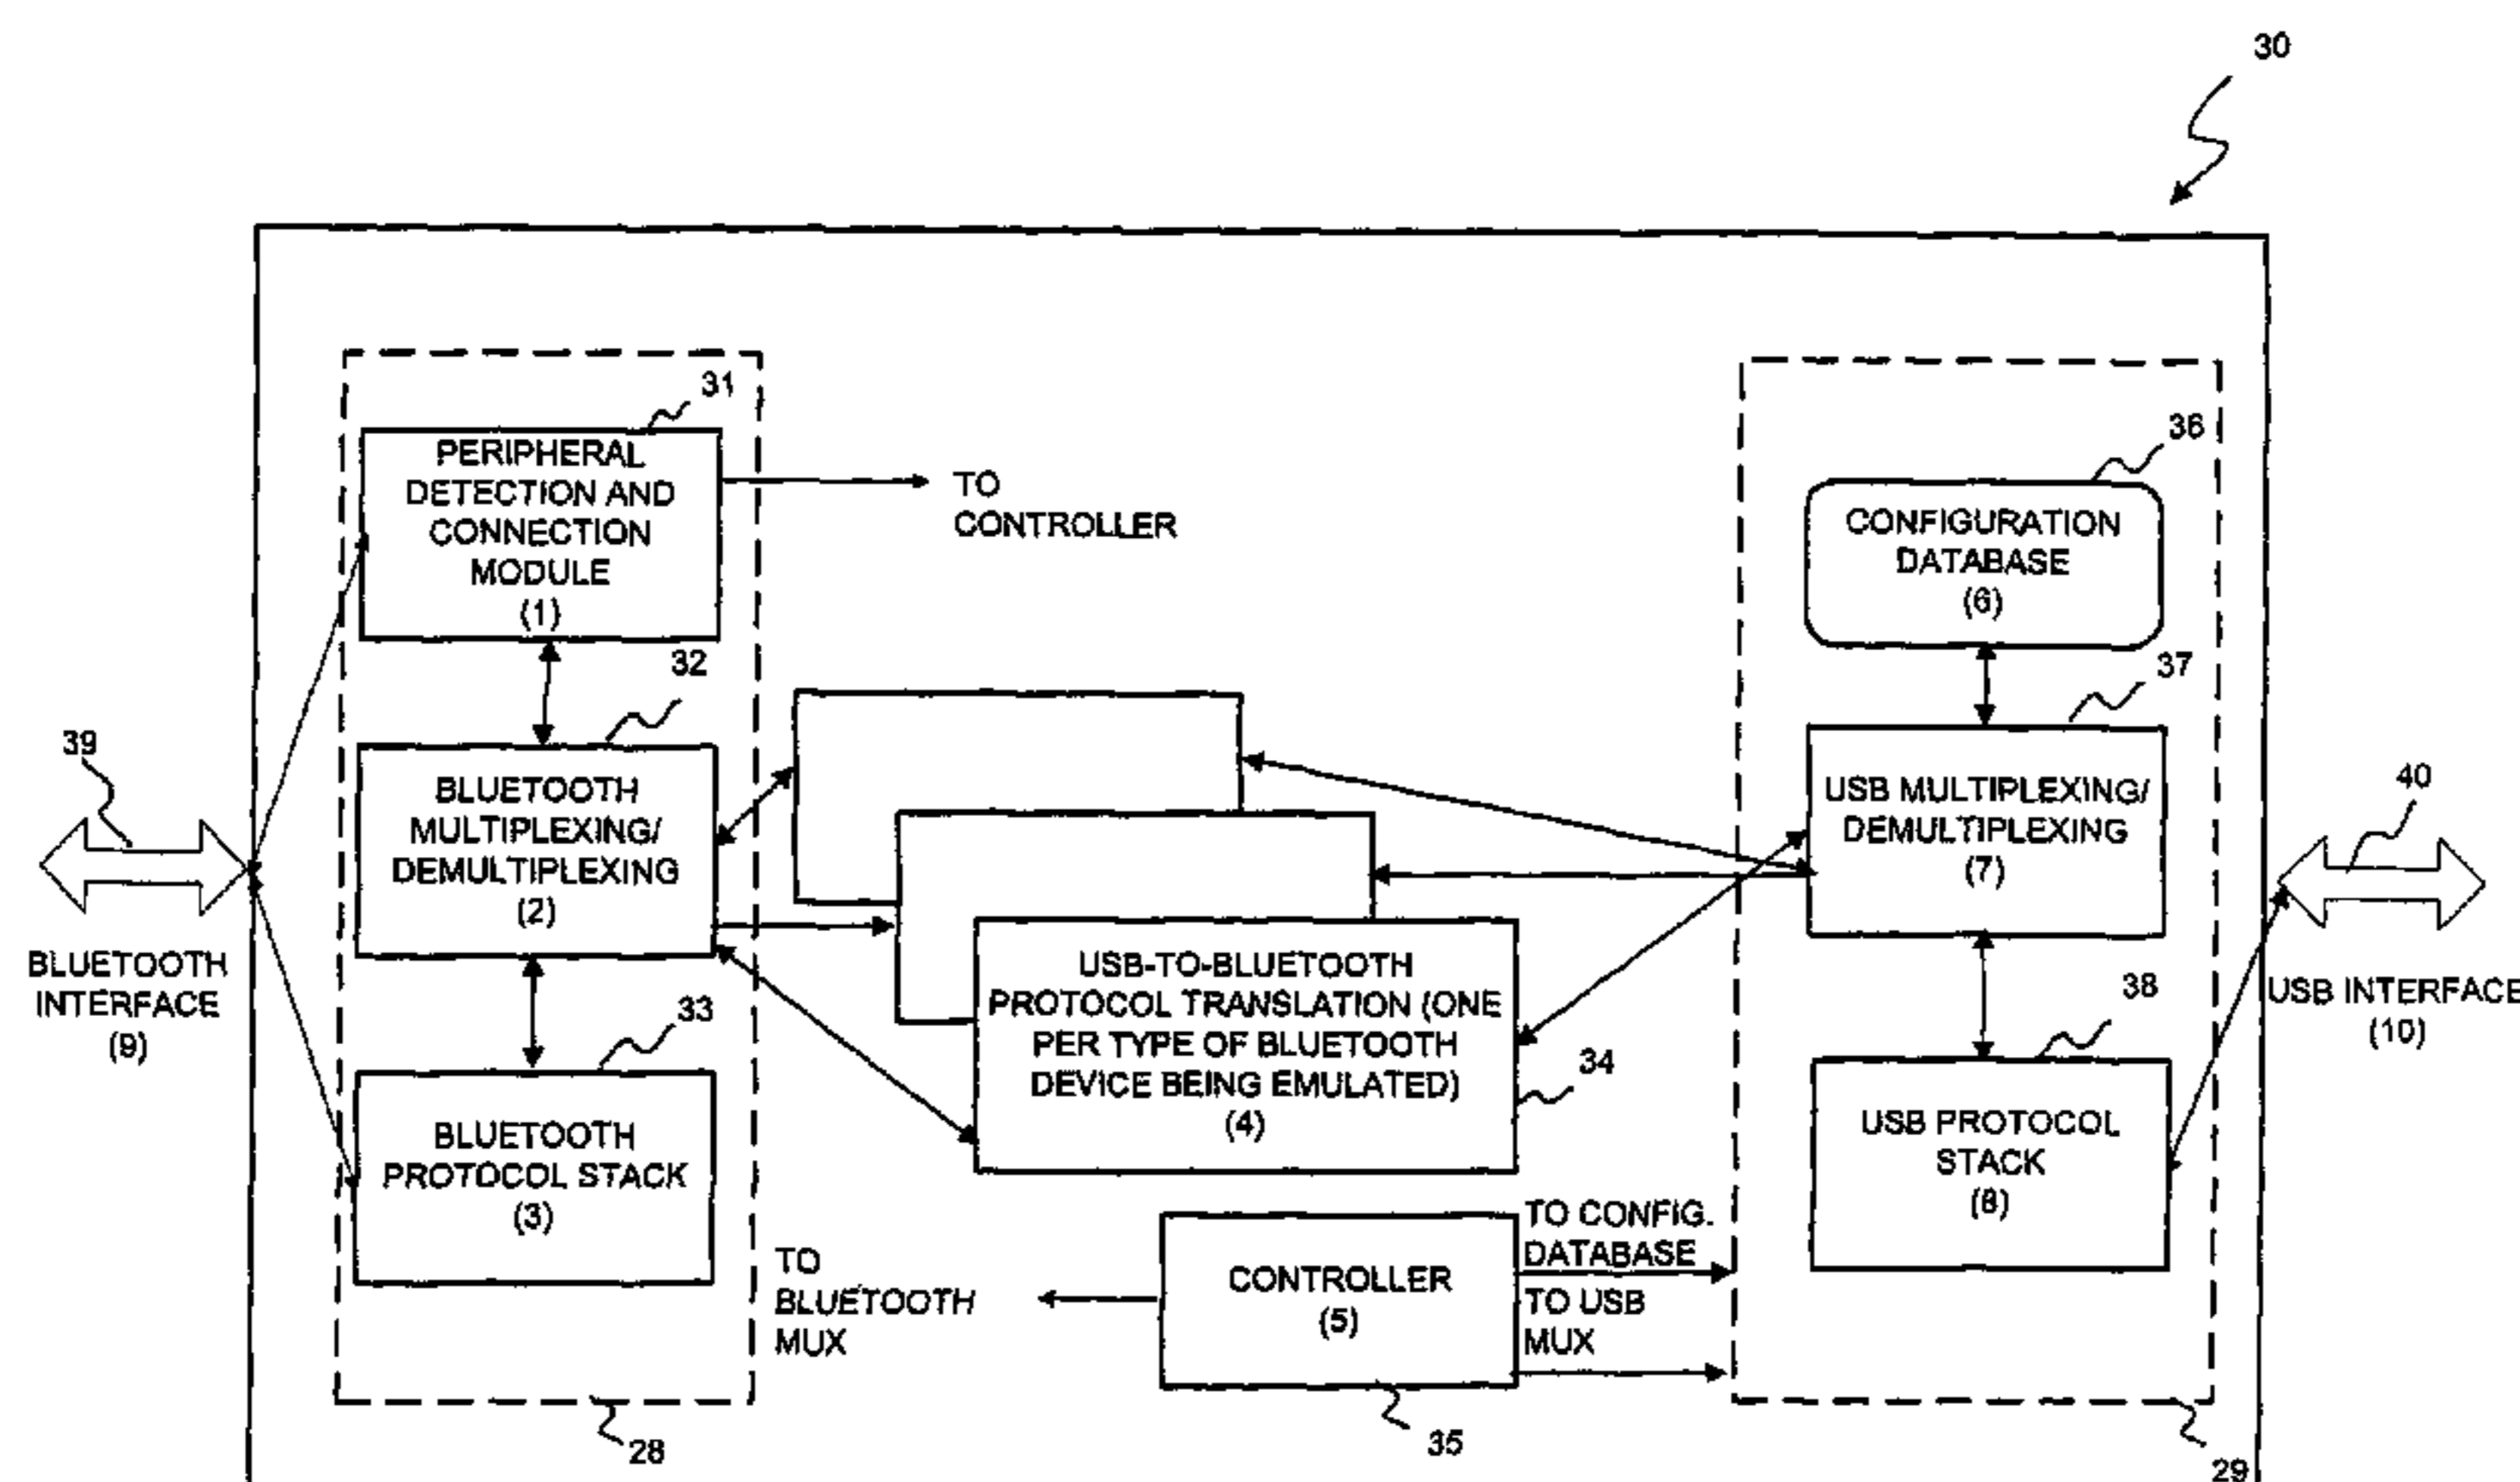 30
31
PERIPHERAL
DETECTION AND
CONNECTION
MODULE
(1)
TO
CONTROLLER
36
CONFIGURATION
DATABASE
(6)
32
37
39
BLUETOOTH
MULTIPLEXING/
DEMULTIPLEXING
(2)
USB MULTIPLEXING/
DEMULTIPLEXING
(7)
40
BLUETOOTH
INTERFACE
(9)
USB-TO-BLUETOOTH
PROTOCOL TRANSLATION (ONE
PER TYPE OF BLUETOOTH
DEVICE BEING EMULATED)
(4)
34
33
38
USB INTERFACE
(10)
BLUETOOTH
PROTOCOL STACK
(3)
USB PROTOCOL
STACK
(8)
TO
BLUETOOTH
MUX
CONTROLLER
(5)
TO CONFIG.
DATABASE
TO USB
MUX
28
35
29